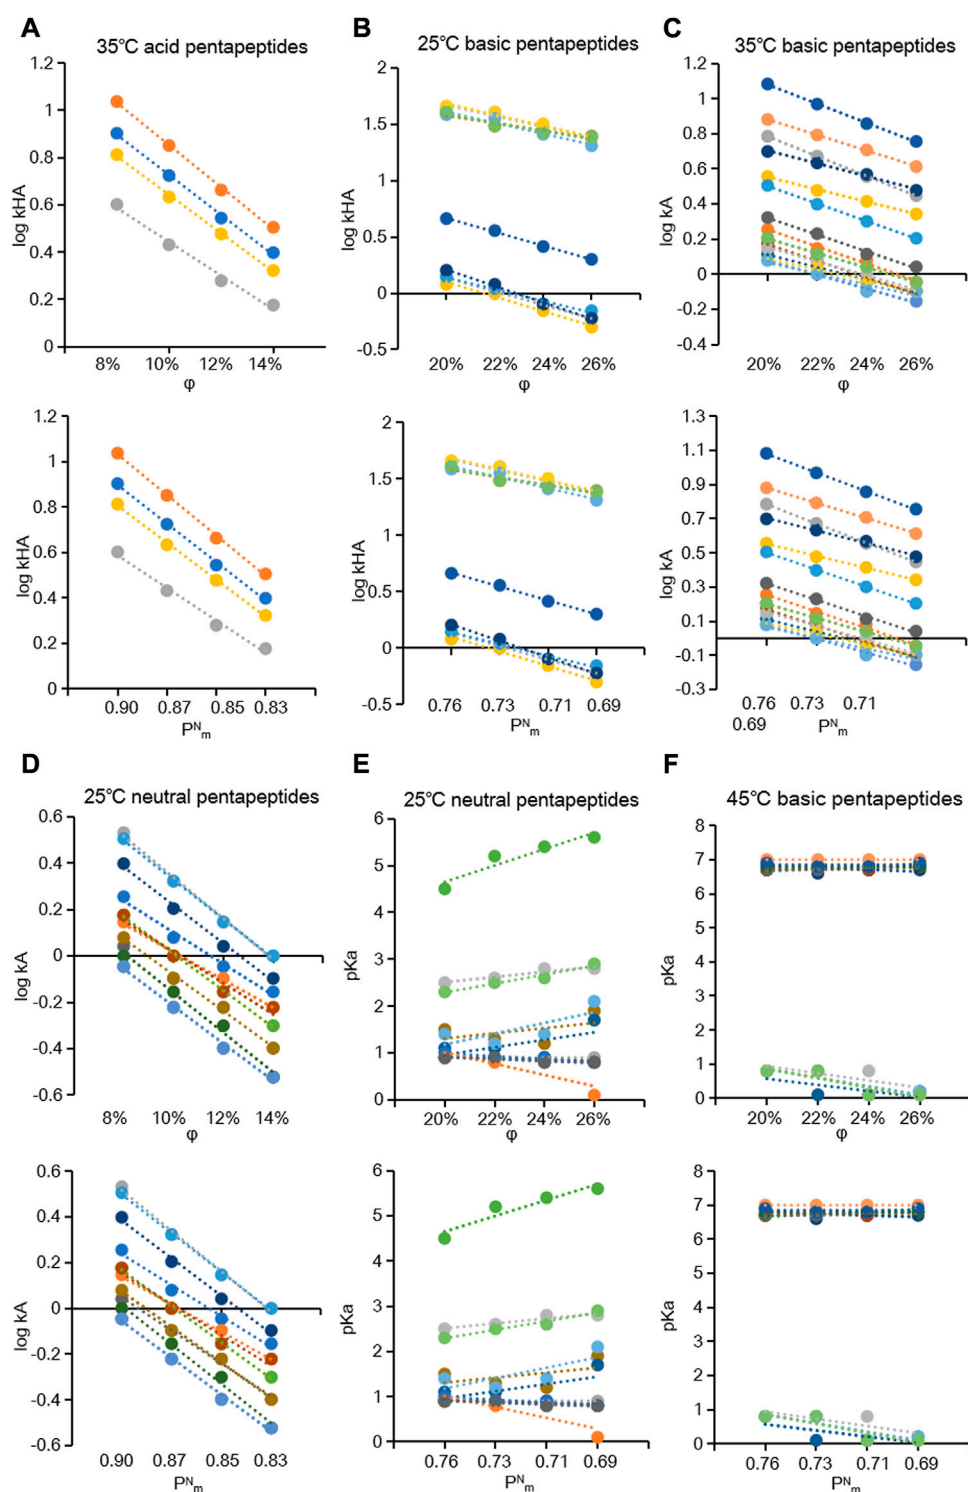 A
35°C acid pentapeptides
1.2
1
0.8
0.6
0.4
0.2
0
log kHA
8% 10% 12% 14%
φ
1.2
1
0.8
0.6
0.4
0.2
0
log kHA
0.90 0.87 0.85 0.83
Pᴺm
B
25°C basic pentapeptides
2
1.5
1
0.5
0
-0.5
log kHA
20% 22% 24% 26%
φ
2
1.5
1
0.5
0
-0.5
log kHA
0.76 0.73 0.71 0.69
Pᴺm
C
35°C basic pentapeptides
1.2
1
0.8
0.6
0.4
0.2
0
-0.2
-0.4
log kA
20% 22% 24% 26%
φ
1.3
1.1
0.9
0.7
0.5
0.3
0.1
-0.1
-0.3
log kA
0.76 0.73 0.71
0.69
Pᴺm
D
25°C neutral pentapeptides
0.6
0.4
0.2
0
-0.2
-0.4
-0.6
log kA
8% 10% 12% 14%
φ
0.6
0.4
0.2
0
-0.2
-0.4
-0.6
log kA
0.90 0.87 0.85 0.83
Pᴺm
E
25°C neutral pentapeptides
6
5
4
3
2
1
0
pKa
20% 22% 24% 26%
φ
6
5
4
3
2
1
0
pKa
0.76 0.73 0.71 0.69
Pᴺm
F
45°C basic pentapeptides
8
7
6
5
4
3
2
1
0
pKa
20% 22% 24% 26%
φ
8
7
6
5
4
3
2
1
0
pKa
0.76 0.73 0.71 0.69
Pᴺm